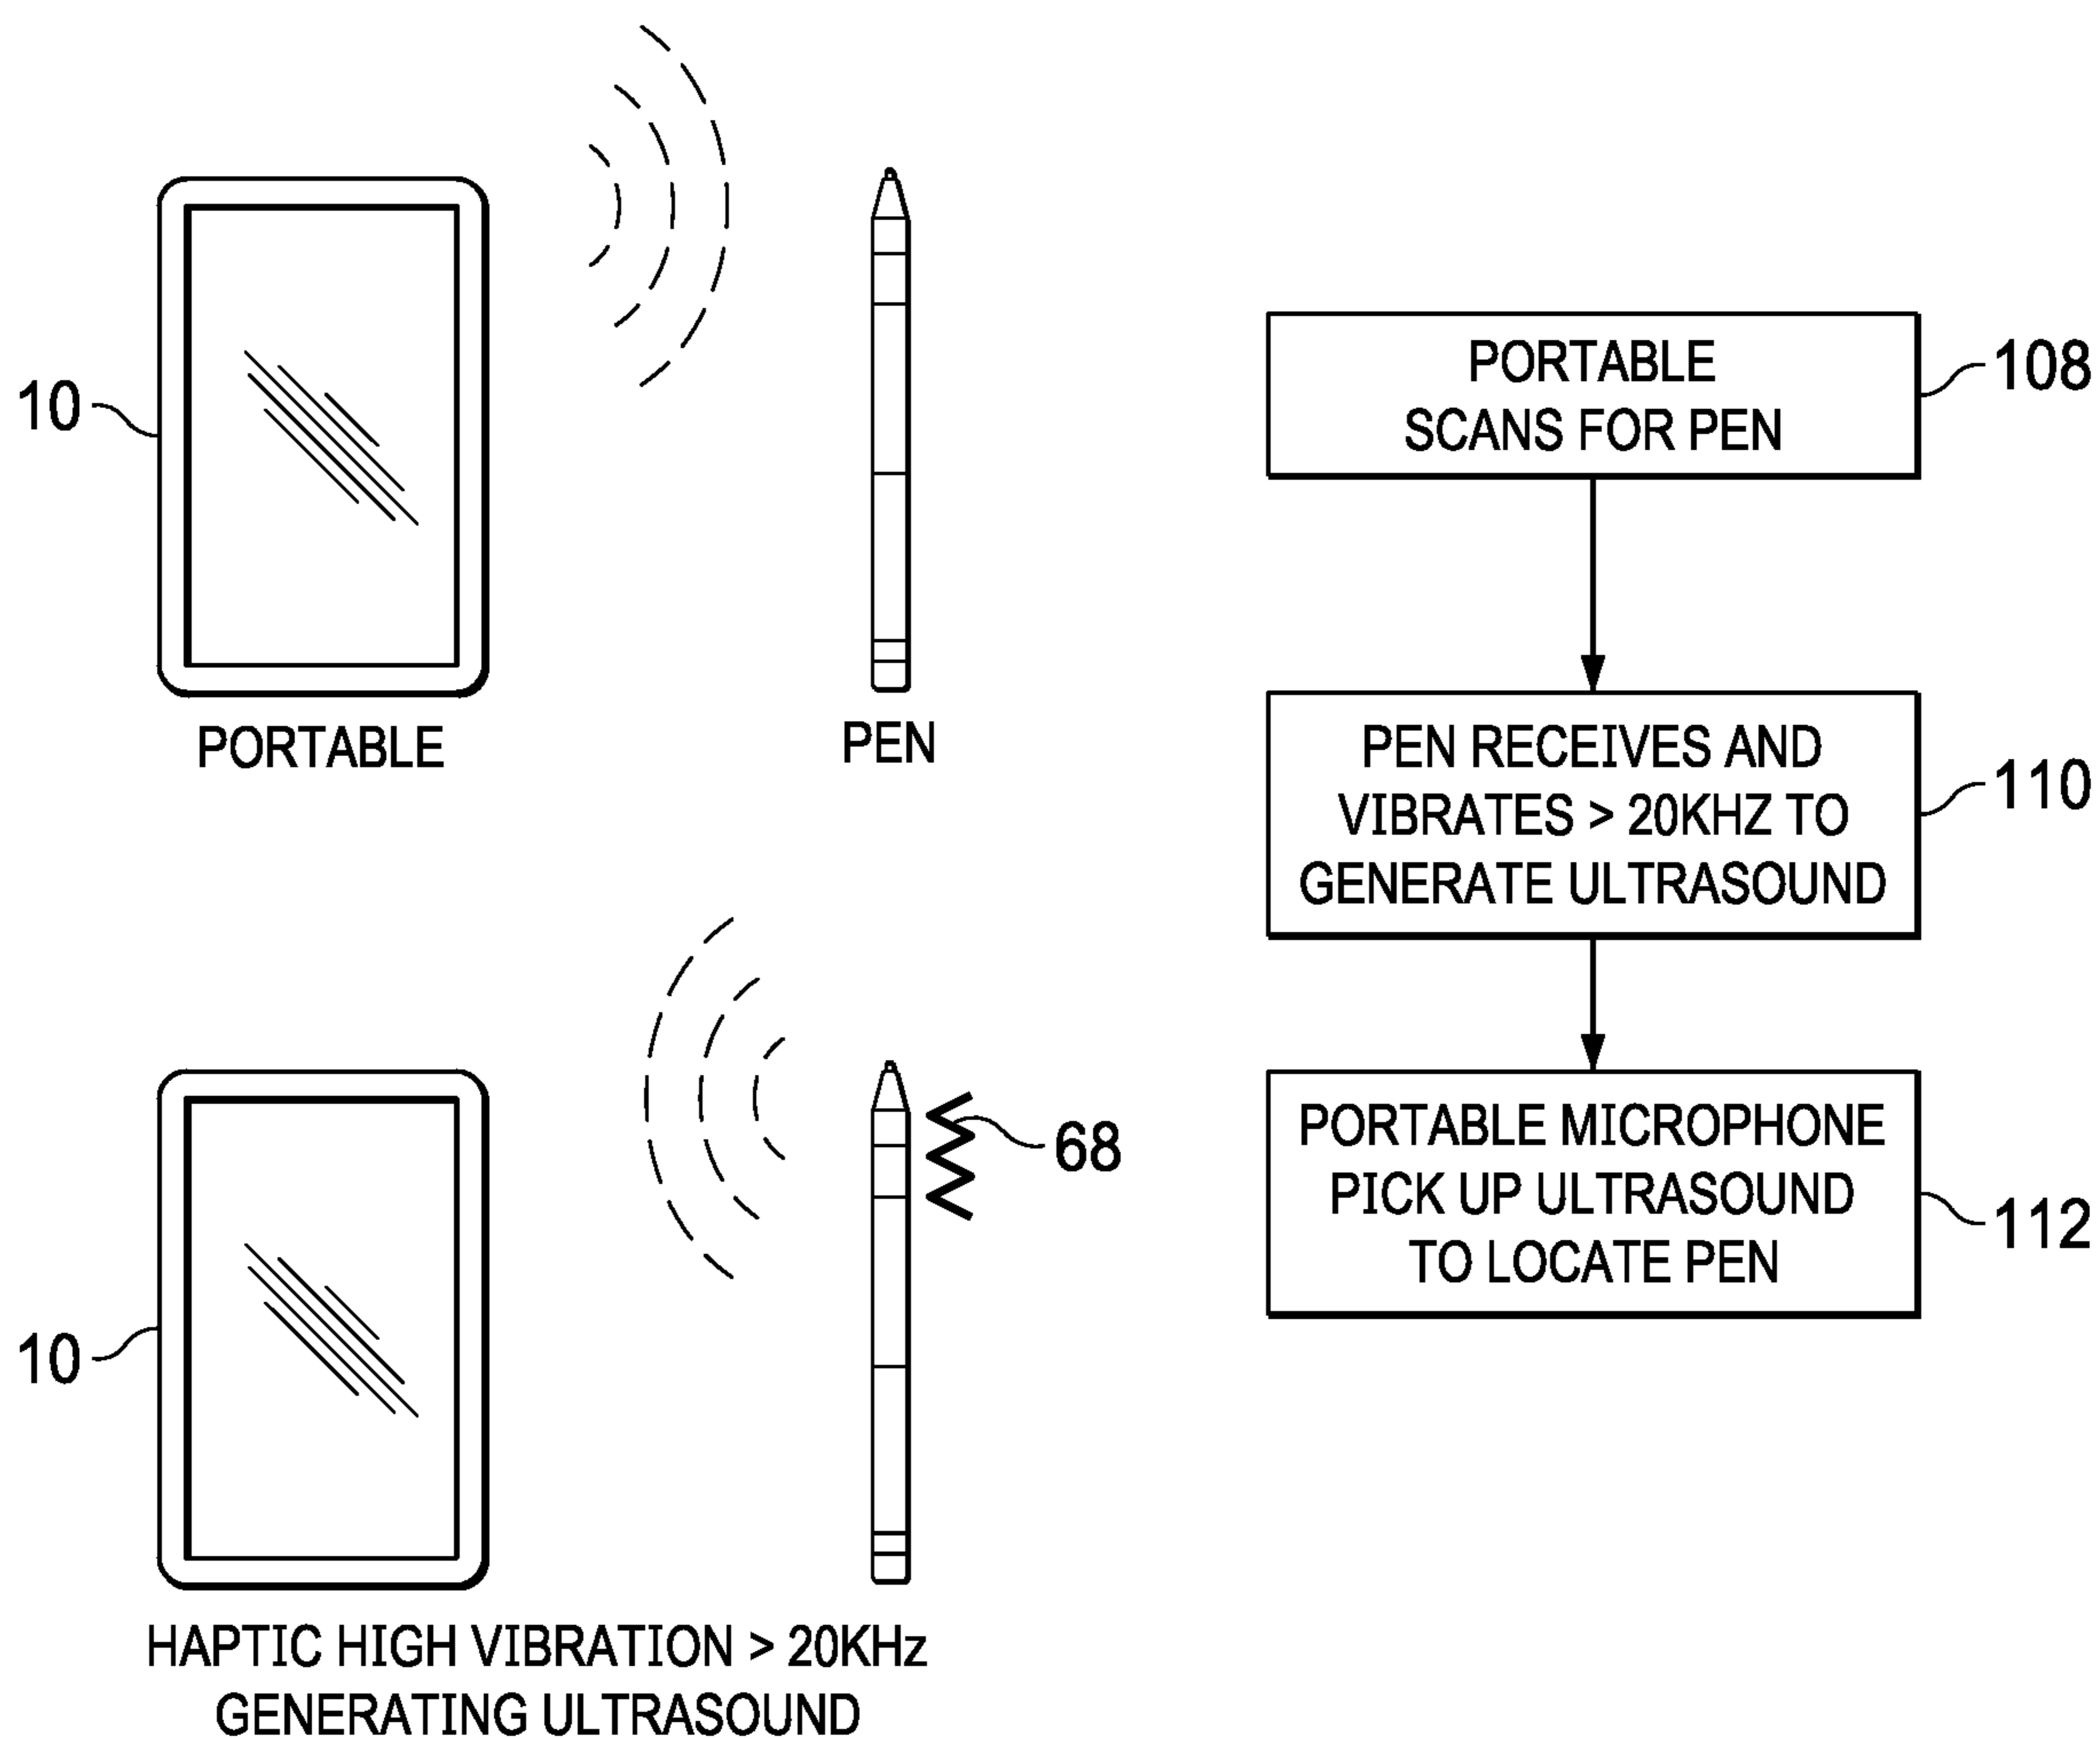 10
PORTABLE
PEN
PORTABLE
SCANS FOR PEN
108
PEN RECEIVES AND
VIBRATES > 20KHZ TO
GENERATE ULTRASOUND
110
PORTABLE MICROPHONE
PICK UP ULTRASOUND
TO LOCATE PEN
112
68
10
HAPTIC HIGH VIBRATION > 20KHz
GENERATING ULTRASOUND